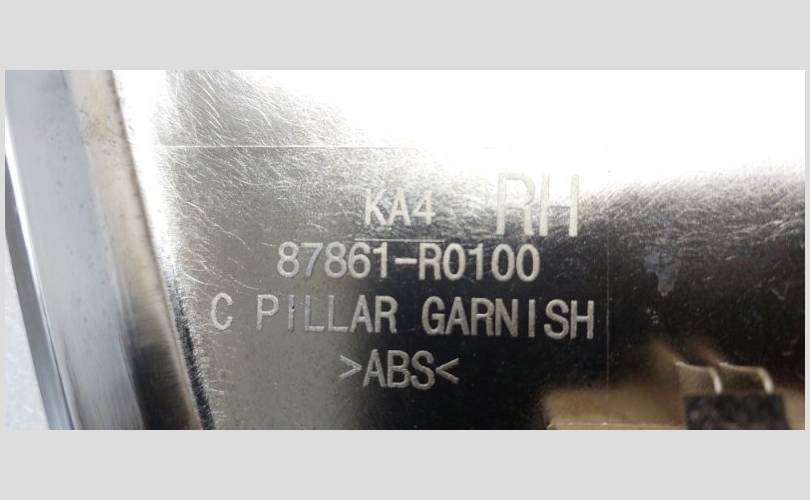 KA4 RH
87861-R0100
C PILLAR GARNISH
>ABS<